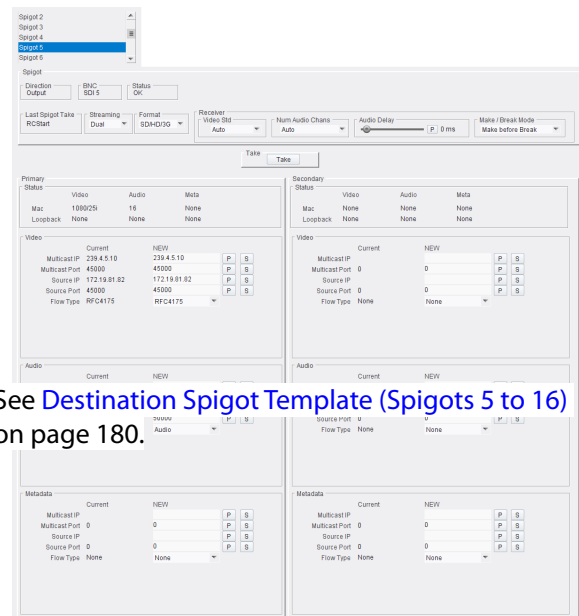 Spigot 2
Spigot 3
Spigot 4
Spigot 5
Spigot 6
Spigot
Direction BNC Status
Output SDI 5 OK
Last Spigot Take Streaming Format Receiver
Video Std Num Audio Chans Audio Delay Make / Break Mode
RCStart Dual SD/HD/3G Auto Auto P 0 ms Make before Break
Take Take
Primary Secondary
Status Status
Video Audio Meta Video Audio Meta
Mac 1080/25i 16 None Mac None None None
Loopback None None None Loopback None None None
Video Video
Current NEW Current NEW
Multicast IP 239.4.5.10 239.4.5.10 P S Multicast IP P S
Multicast Port 45000 45000 P S Multicast Port 0 0 P S
Source IP 172.19.81.82 172.19.81.82 P S Source IP P S
Source Port 45000 45000 P S Source Port 0 0 P S
Flow Type RFC4175 RFC4175 Flow Type None None
Audio Audio
Current NEW Current NEW
See Destination Spigot Template (Spigots 5 to 16)
on page 180.
Audio Flow Type None None
Metadata Metadata
Current NEW Current NEW
Multicast IP P S Multicast IP P S
Multicast Port 0 0 P S Multicast Port 0 0 P S
Source IP P S Source IP P S
Source Port 0 0 P S Source Port 0 0 P S
Flow Type None None Flow Type None None